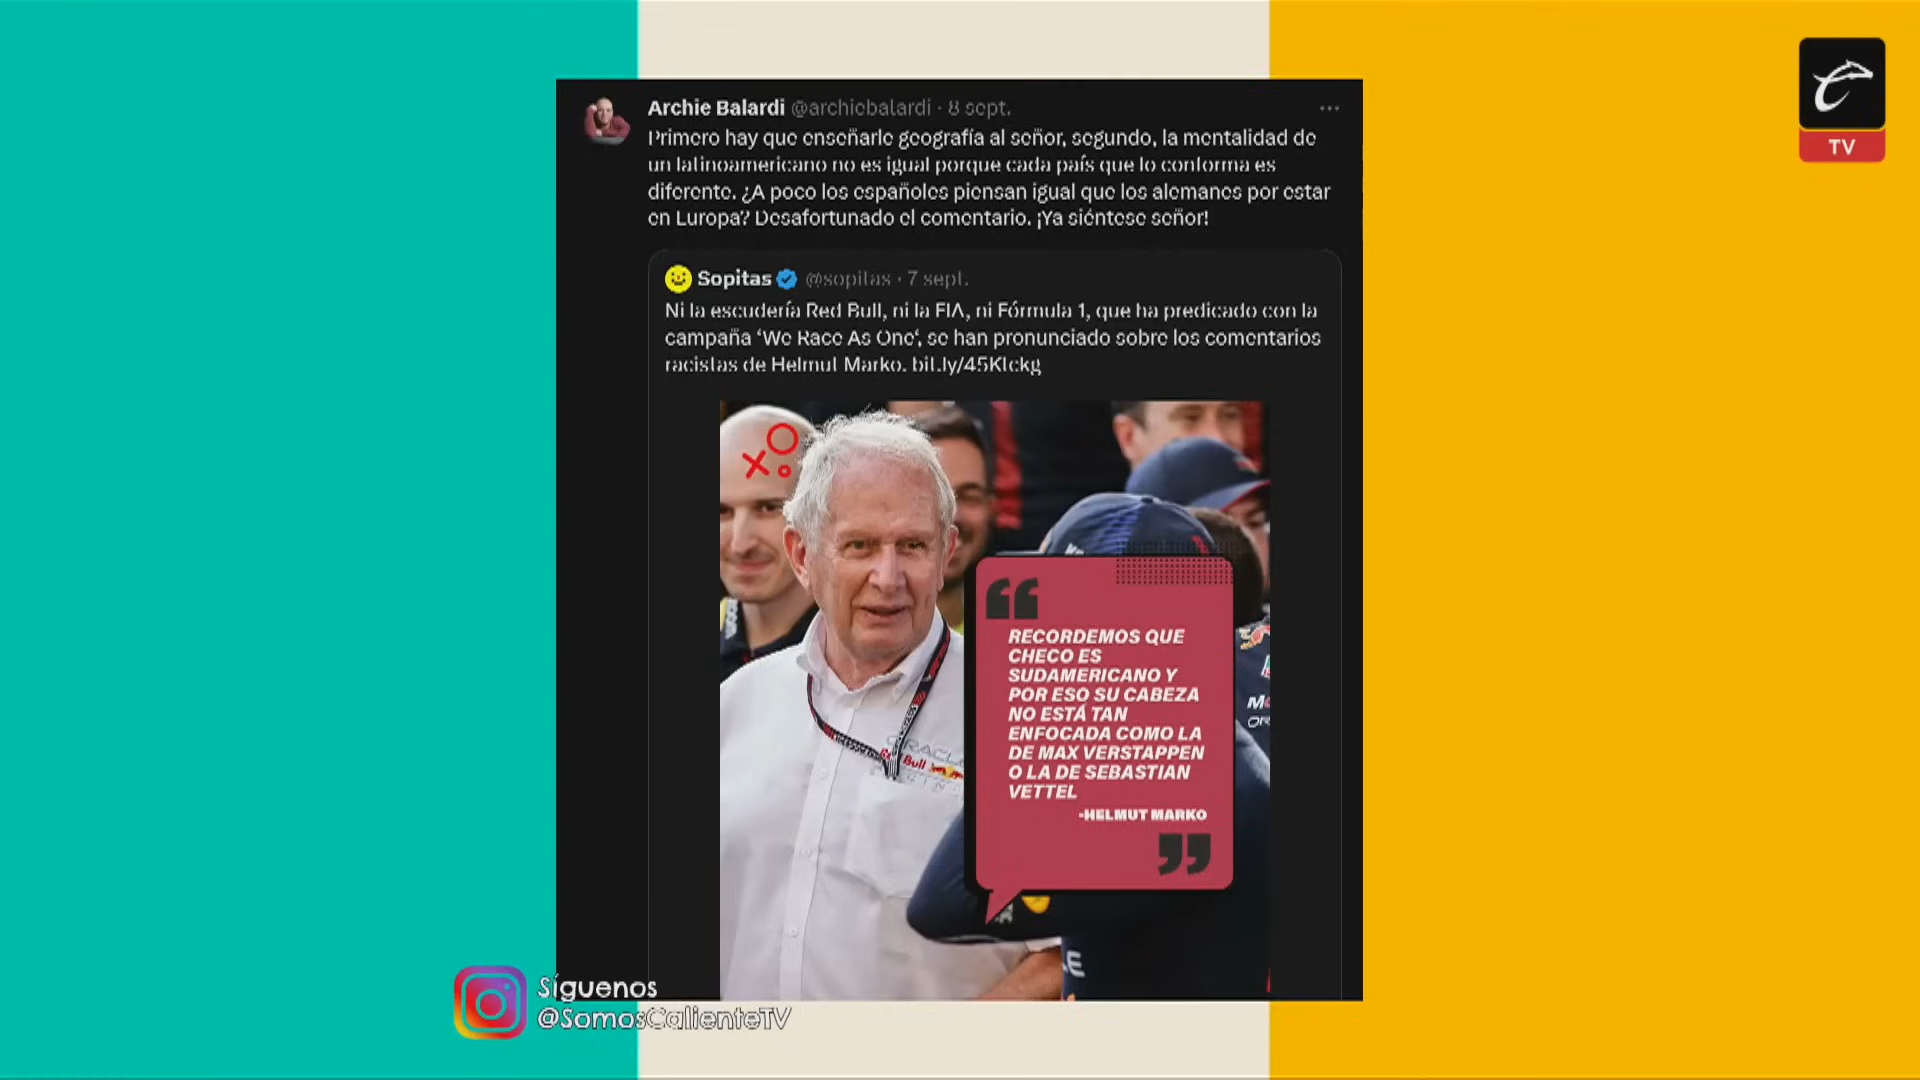 Archie Balardi @archiebalardi · 8 sept.
Primero hay que enseñarle geografía al señor, segundo, la mentalidad de
un latinoamericano no es igual porque cada país que lo conforma es
diferente. ¿A poco los españoles piensan igual que los alemanes por estar
en Europa? Desafortunado el comentario. ¡Ya siéntese señor!
Sopitas @sopitas · 7 sept.
Ni la escudería Red Bull, ni la FIA, ni Fórmula 1, que ha predicado con la
campaña ‘We Race As One‘, se han pronunciado sobre los comentarios
racistas de Helmut Marko.
RECORDEMOS QUE
CHECO ES
SUDAMERICANO Y
POR ESO SU CABEZA
NO ESTÁ TAN
ENFOCADA COMO LA
DE MAX VERSTAPPEN
O LA DE SEBASTIAN
VETTEL
-HELMUT MARKO
ORACLE
Red Bull
TV
Síguenos
@SomosCalienteTV